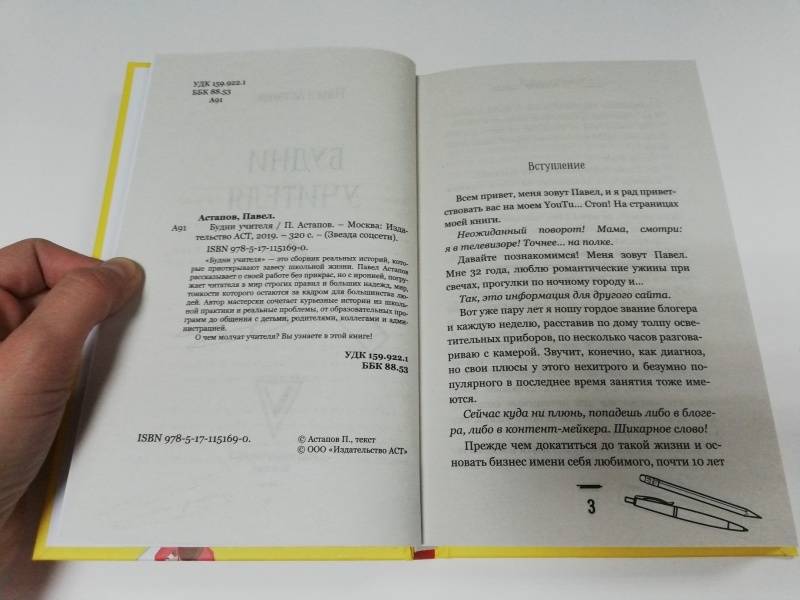 УДК 159.922.1
ББК 88.53
А91
Астапов, Павел.
А91 Будни учителя / П. Астапов. – Москва: Изда-
тельство АСТ, 2019. – 320 с. – (Звезда соцсети).
ISBN 978-5-17-115169-0.
«Будни учителя» — это сборник реальных историй, кото-
рые приоткрывают завесу школьной жизни. Павел Астапов
рассказывает о своей работе без прикрас, но с иронией, погру-
жает читателя в мир строгих правил и больших надежд, мир,
тонкости которого остаются за кадром для большинства лю-
дей. Автор мастерски сочетает курьезные истории из школь-
ной практики и реальные проблемы, от образовательных про-
грамм до общения с детьми, родителями, коллегами и адми-
нистрацией.
О чем молчат учителя? Вы узнаете в этой книге!
УДК 159.922.1
ББК 88.53
ISBN 978-5-17-115169-0.
© Астапов П., текст
© ООО «Издательство АСТ»
Вступление
Всем привет, меня зовут Павел, и я рад привет-
ствовать вас на моем YouTu... Стоп! На страницах
моей книги.
Неожиданный поворот! Мама, смотри:
я в телевизоре! Точнее... на полке.
Давайте познакомимся! Меня зовут Павел.
Мне 32 года, люблю романтические ужины при
свечах, прогулки по ночному городу и...
Так, это информация для другого сайта.
Вот уже пару лет я ношу гордое звание блогера
и каждую неделю, расставив по дому толпу осве-
тительных приборов, по несколько часов разгова-
риваю с камерой. Звучит, конечно, как диагноз,
но свои плюсы у этого нехитрого и безумно по-
пулярного в последнее время занятия тоже име-
ются.
Сейчас куда ни плюнь, попадешь либо в блоге-
ра, либо в контент-мейкера. Шикарное слово!
Прежде чем докатиться до такой жизни и ос-
новать бизнес имени себя любимого, почти 10 лет
3